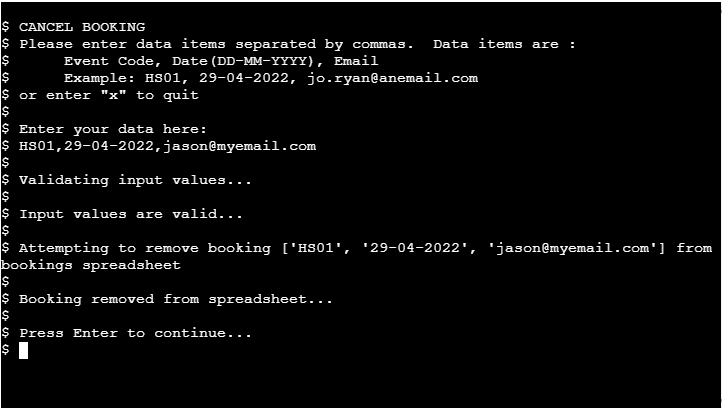 $ CANCEL BOOKING
$ Please enter data items separated by commas.  Data items are :
$      Event Code, Date(DD-MM-YYYY), Email
$      Example: HS01, 29-04-2022, jo.ryan@anemail.com
$ or enter "x" to quit
$
$ Enter your data here:
$ HS01,29-04-2022,jason@myemail.com
$
$ Validating input values...
$
$ Input values are valid...
$
$ Attempting to remove booking ['HS01', '29-04-2022', 'jason@myemail.com'] from
bookings spreadsheet
$
$ Booking removed from spreadsheet...
$
$ Press Enter to continue...
$